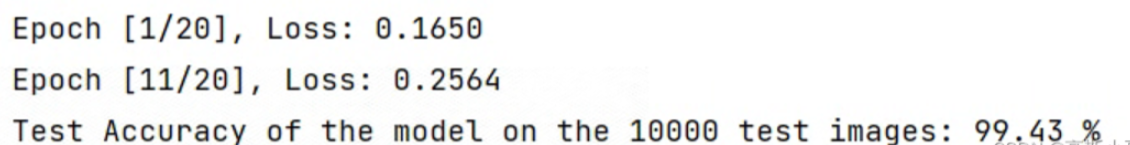 Epoch [1/20], Loss: 0.1650
Epoch [11/20], Loss: 0.2564
Test Accuracy of the model on the 10000 test images: 99.43 %